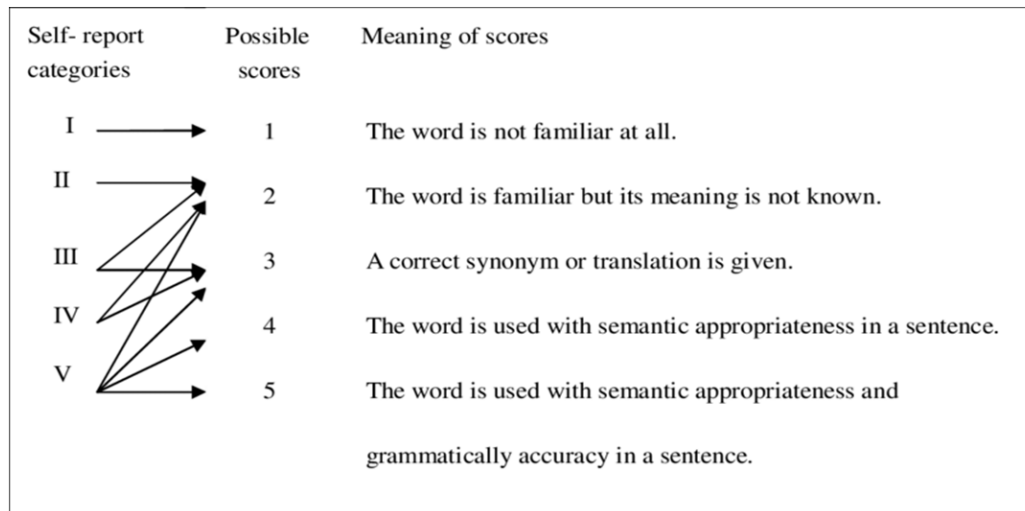 Self- report Possible Meaning of scores
categories scores
I 1 The word is not familiar at all.
II 2 The word is familiar but its meaning is not known.
III 3 A correct synonym or translation is given.
IV 4 The word is used with semantic appropriateness in a sentence.
V 5 The word is used with semantic appropriateness and
grammatically accuracy in a sentence.